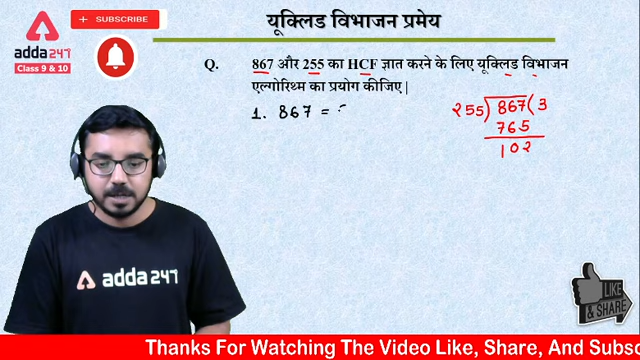 यूक्लिड विभाजन प्रमेय
+ SUBSCRIBE
adda247
Class 9 & 10
Q. 867 और 255 का HCF ज्ञात करने के लिए यूक्लिड विभाजन
एल्गोरिथ्म का प्रयोग कीजिए |
1. 867 =
255) 867 ( 3
765
102
adda247
LIKE
& SHARE
Thanks For Watching The Video Like, Share, And Subsc